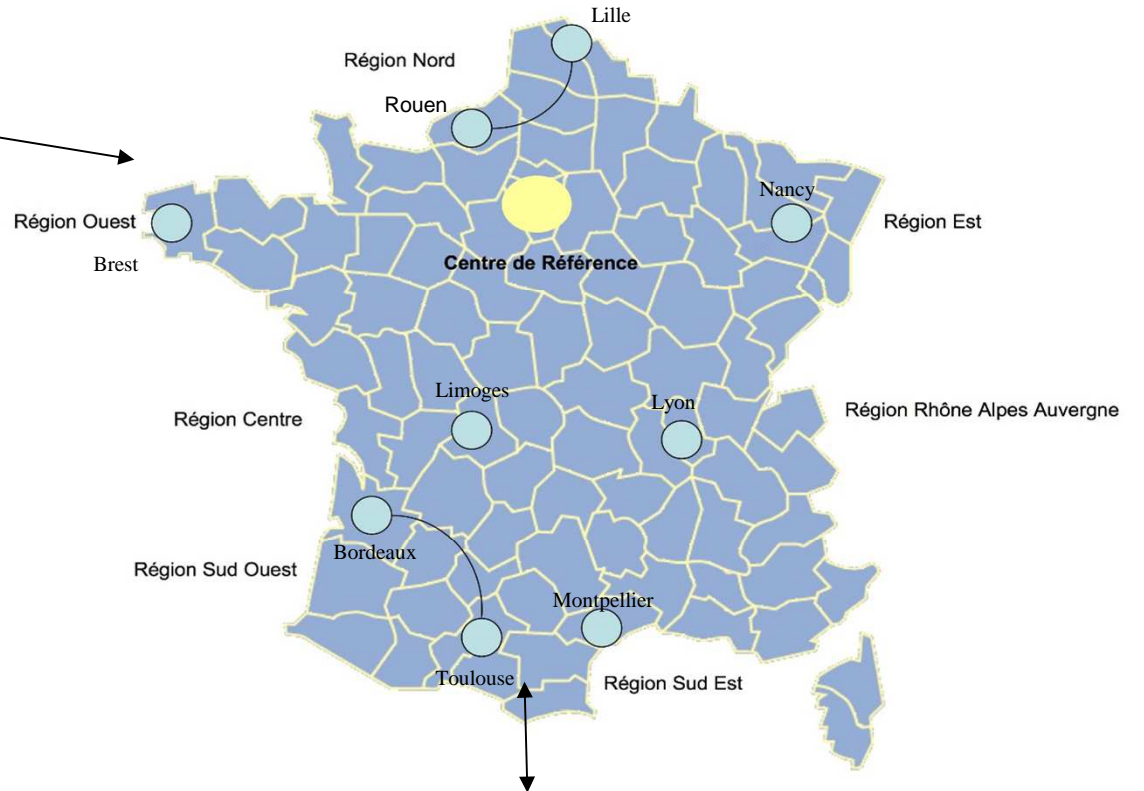 Lille
Région Nord
Rouen
Nancy
Région Ouest
Région Est
Brest
Centre de Référence
Limoges
Lyon
Région Rhône Alpes Auvergne
Région Centre
Bordeaux
Région Sud Ouest
Montpellier
Toulouse
Région Sud Est